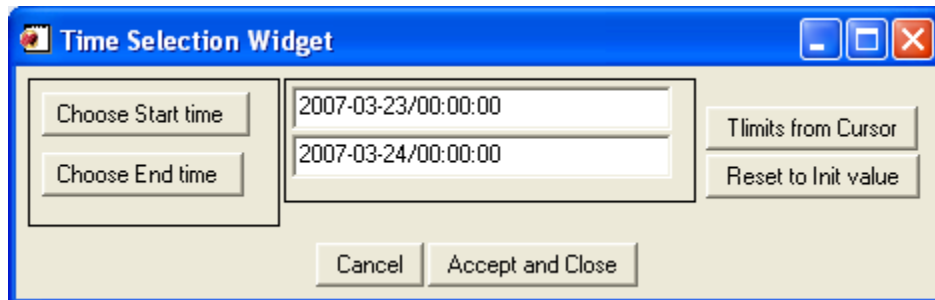 Time Selection Widget
Choose Start time
2007-03-23/00:00:00
Tlimits from Cursor
Choose End time
2007-03-24/00:00:00
Reset to Init value
Cancel
Accept and Close